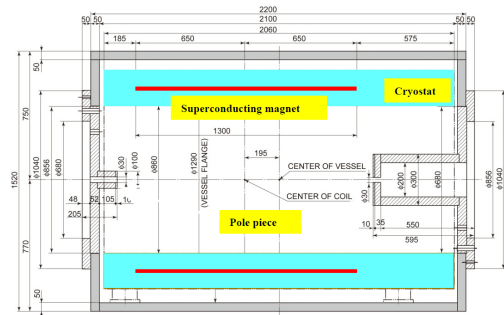 2200
50 2100 50
2060
185 650 650 575
50
Cryostat
Superconducting magnet
750
1300
1520
φ1040
φ856
φ680
φ30
φ100
φ860
φ1290
(VESSEL FLANGE)
195
CENTER OF VESSEL
CENTER OF COIL
φ30
φ200
φ300
φ680
φ856
φ1040
48 52 105
205
10 35 550
595
Pole piece
770
50